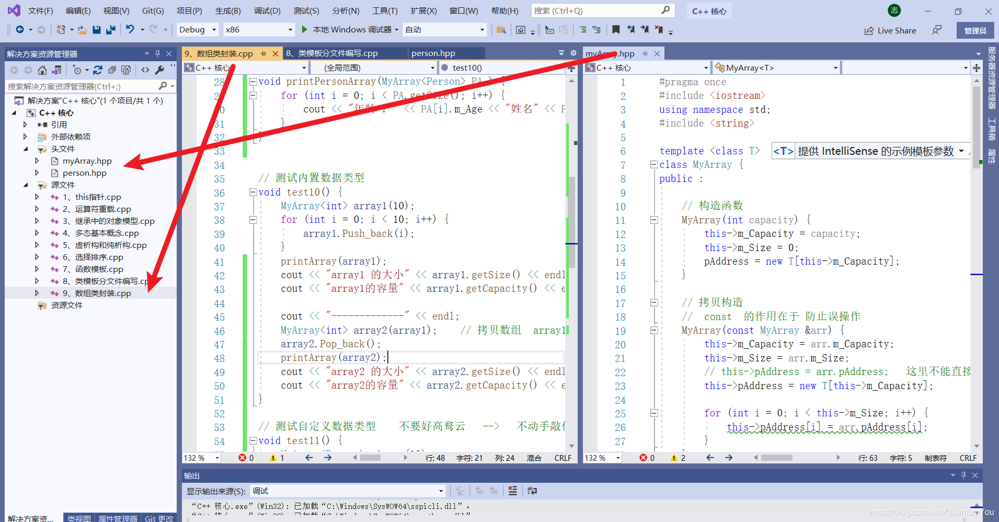 文件(F) 编辑(E) 视图(V) Git(G) 项目(P) 生成(B) 调试(D) 测试(S) 分析(N) 工具(T) 扩展(X) 窗口(W) 帮助(H) 搜索 (Ctrl+Q) C++ 核心 志
Debug x86 本地 Windows 调试器 自动 Live Share 管理员
解决方案资源管理器
搜索解决方案资源管理器(Ctrl+;)
解决方案"C++ 核心"(1 个项目/共 1 个)
C++ 核心
引用
外部依赖项
头文件
myArray.hpp
person.hpp
源文件
1、this指针.cpp
2、运算符重载.cpp
3、继承中的对象模型.cpp
4、多态基本概念.cpp
5、虚析构和纯析构.cpp
6、选择排序.cpp
7、函数模板.cpp
8、类模板分文件编写.cpp
9、数组类封装.cpp
资源文件
解决方案资... 类视图 属性管理器 Git 更改
9、数组类封装.cpp 8、类模板分文件编写.cpp person.hpp
C++ 核心 (全局范围) test10()
28 void printPersonArray(MyArray<Person> PA ) {
for (int i = 0; i < PA.getSize(); i++) {
cout << "年龄 : << PA[i].m_Age << "姓名" << P
31 }
32 }
33
34
35 // 测试内置数据类型
36 void test10() {
37 MyArray<int> array1(10);
38 for (int i = 0; i < 10; i++) {
39 array1.Push_back(i);
40 }
41 printArray(array1);
42 cout << "array1 的大小" << array1.getSize() << endl
43 cout << "array1的容量" << array1.getCapacity() << e
44
45 cout << "-------------" << endl;
46 MyArray<int> array2(array1); // 拷贝数组 array1
47 array2.Pop_back();
48 printArray(array2);
49 cout << "array2 的大小" << array2.getSize() << endl
50 cout << "array2的容量" << array2.getCapacity() << e
51 }
52
53 // 测试自定义数据类型 不要好高骛云 --> 不动手敲
54 void test11() {
132 % 0 1 行: 48 字符: 21 列: 24 混合 CRLF
myArray.hpp
C++ 核心 MyArray<T>
1 #pragma once
2 #include <iostream>
3 using namespace std;
4 #include <string>
5
6 template <class T> <T> 提供 IntelliSense 的示例模板参数
7 class MyArray {
8 public :
9
10 // 构造函数
11 MyArray(int capacity) {
12 this->m_Capacity = capacity;
13 this->m_Size = 0;
14 pAddress = new T[this->m_Capacity];
15 }
16
17 // 拷贝构造
18 // const 的作用在于 防止误操作
19 MyArray(const MyArray &arr) {
20 this->m_Capacity = arr.m_Capacity;
21 this->m_Size = arr.m_Size;
22 // this->pAddress = arr.pAddress; 这里不能直接
23 this->pAddress = new T[this->m_Capacity];
24
25 for (int i = 0; i < this->m_Size; i++) {
26 this->pAddress[i] = arr.pAddress[i];
27 }
132 % 0 2 行: 63 字符: 5 制表符 CRLF
服务器资源管理器 工具箱 属性
输出
显示输出来源(S): 调试
“C++ 核心.exe”(Win32): 已加载“C:\Windows\SysWOW64\sspicli.dll”。
https://blog.csdn.net/QuantumYou